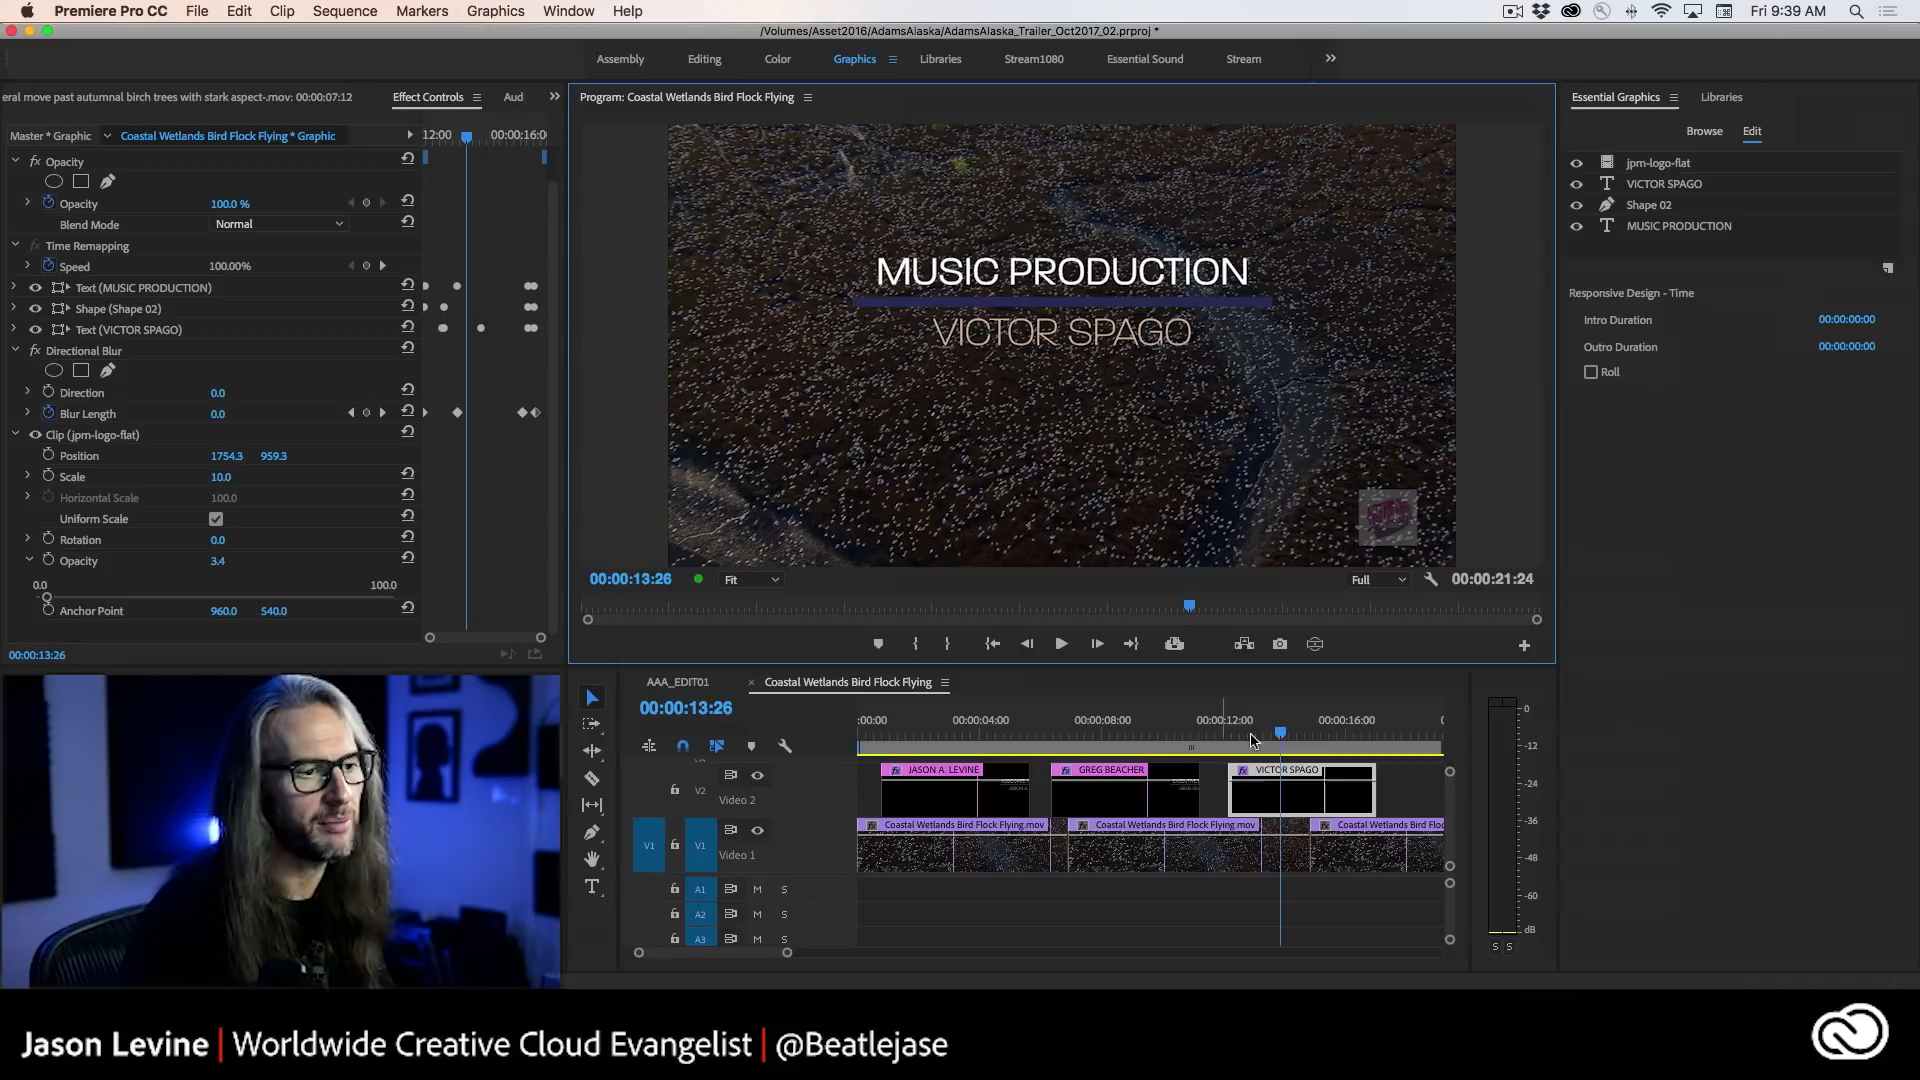 Premiere Pro CC File Edit Clip Sequence Markers Graphics Window Help Fri 9:39 AM
/Volumes/Asset2016/AdamsAlaska/AdamsAlaska_Trailer_Oct2017_02.prproj *
Assembly Editing Color Graphics Libraries Stream1080 Essential Sound Stream
eral move past autumnal birch trees with stark aspect-.mov: 00:00:07:12 Effect Controls Aud
Master * Graphic Coastal Wetlands Bird Flock Flying * Graphic 12:00 00:00:16:0
fx Opacity
Opacity 100.0 %
Blend Mode Normal
fx Time Remapping
Speed 100.00%
Text (MUSIC PRODUCTION)
Shape (Shape 02)
Text (VICTOR SPAGO)
fx Directional Blur
Direction 0.0
Blur Length 0.0
Clip (jpm-logo-flat)
Position 1754.3 959.3
Scale 10.0
Horizontal Scale 100.0
Uniform Scale
Rotation 0.0
Opacity 3.4
0.0 100.0
Anchor Point 960.0 540.0
00:00:13:26
Program: Coastal Wetlands Bird Flock Flying
MUSIC PRODUCTION
VICTOR SPAGO
00:00:13:26 Fit Full 00:00:21:24
Essential Graphics Libraries
Browse Edit
jpm-logo-flat
VICTOR SPAGO
Shape 02
MUSIC PRODUCTION
Responsive Design - Time
Intro Duration 00:00:00:00
Outro Duration 00:00:00:00
Roll
AAA_EDIT01 × Coastal Wetlands Bird Flock Flying
00:00:13:26
:00:00 00:00:04:00 00:00:08:00 00:00:12:00 00:00:16:00
V2 Video 2
fx JASON A. LEVINE fx GREG BEACHER fx VICTOR SPAGO
V1 V1 Video 1
fx Coastal Wetlands Bird Flock Flying.mov fx Coastal Wetlands Bird Flock Flying.mov fx Coastal Wetlands Bird Floc
A1 M S
A2 M S
A3 M S
0
-12
-24
-36
-48
-60
dB
S S
Jason Levine | Worldwide Creative Cloud Evangelist | @Beatlejase